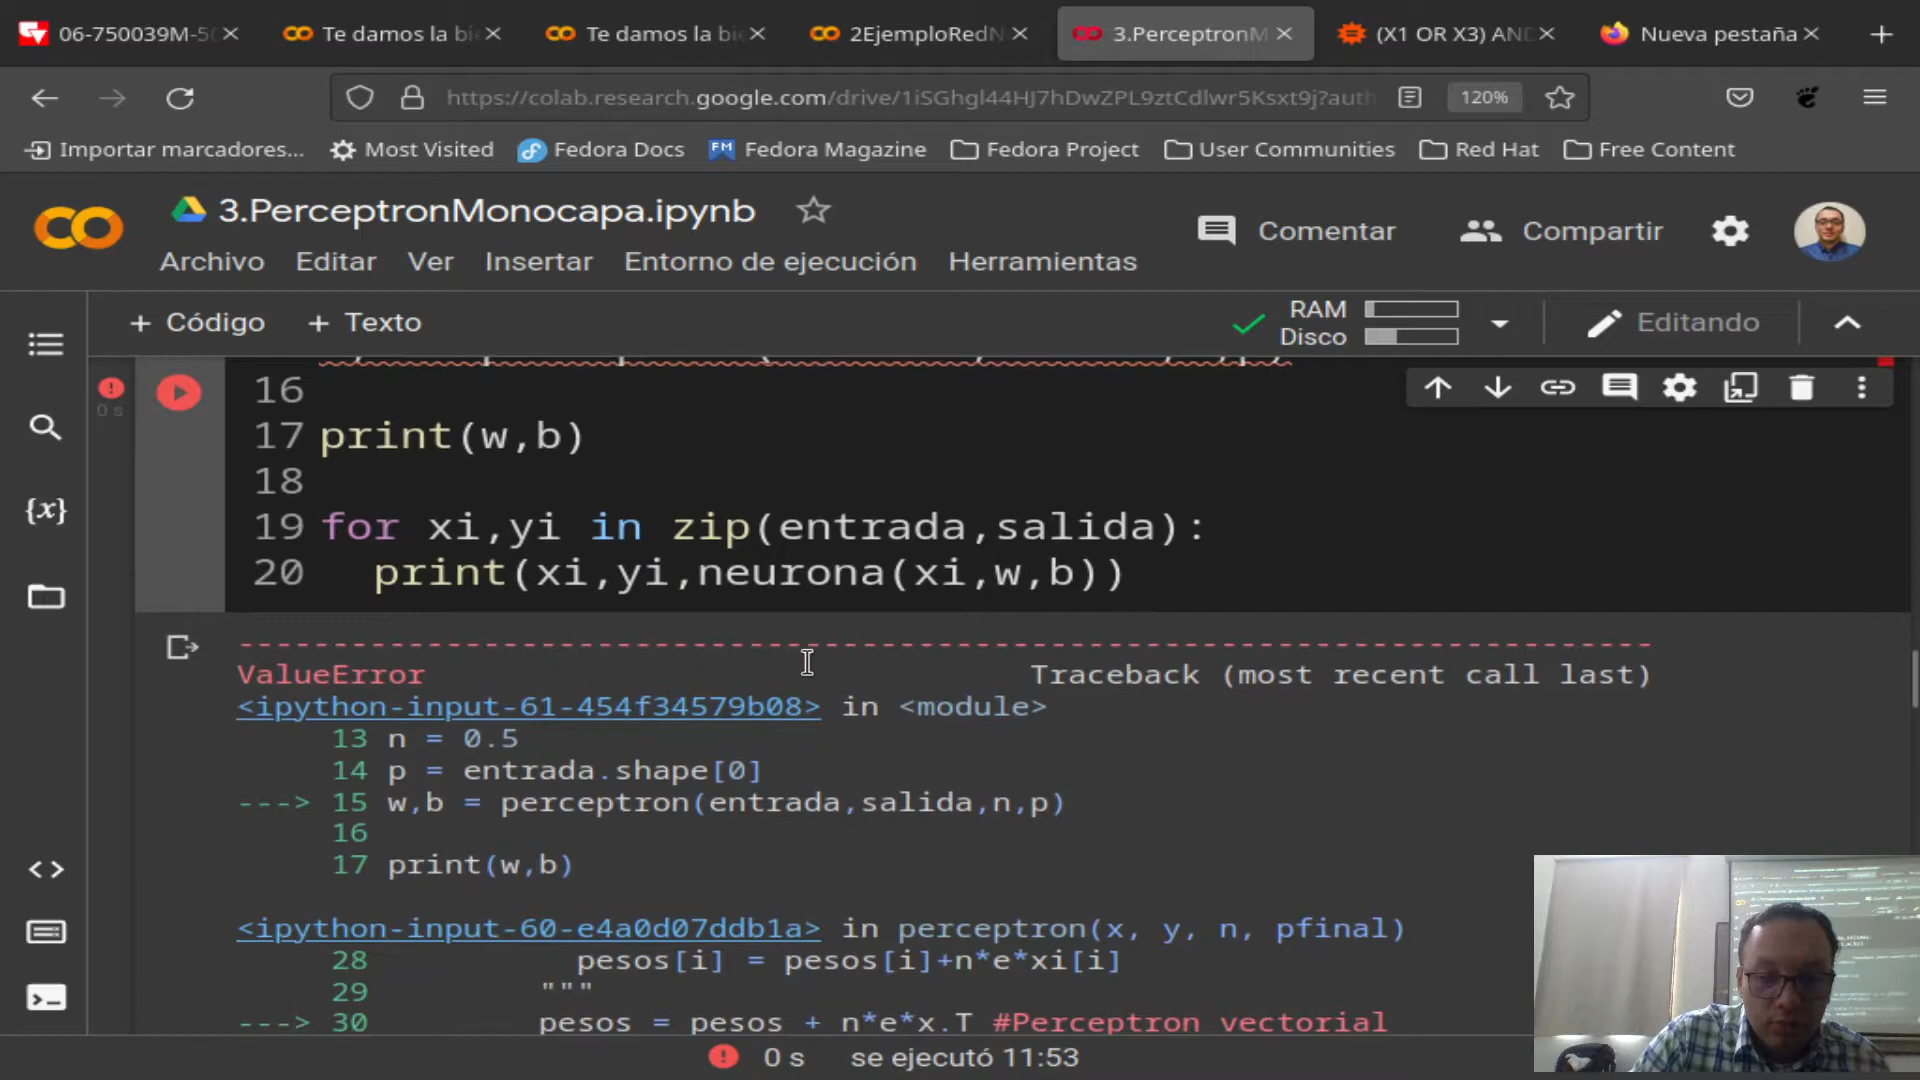 06-750039M-50
Te damos la bi
Te damos la bi
2EjemploRedN
3.PerceptronM
(X1 OR X3) AN
Nueva pestaña
https://colab.research.google.com/drive/1iSGhgl44HJ7hDwZPL9ztCdlwr5Ksxt9j?auth
120%
Importar marcadores...
Most Visited
Fedora Docs
Fedora Magazine
Fedora Project
User Communities
Red Hat
Free Content
3.PerceptronMonocapa.ipynb
Comentar
Compartir
Archivo Editar Ver Insertar Entorno de ejecución Herramientas
+ Código + Texto
RAM
Disco
Editando
0 s
16
17 print(w,b)
18
19 for xi,yi in zip(entrada,salida):
20 print(xi,yi,neurona(xi,w,b))
---------------------------------------------------------------------------
ValueError Traceback (most recent call last)
<ipython-input-61-454f34579b08> in <module>
13 n = 0.5
14 p = entrada.shape[0]
---> 15 w,b = perceptron(entrada,salida,n,p)
16
17 print(w,b)
<ipython-input-60-e4a0d07ddb1a> in perceptron(x, y, n, pfinal)
28 pesos[i] = pesos[i]+n*e*xi[i]
29 """
---> 30 pesos = pesos + n*e*x.T #Perceptron vectorial
0 s se ejecutó 11:53